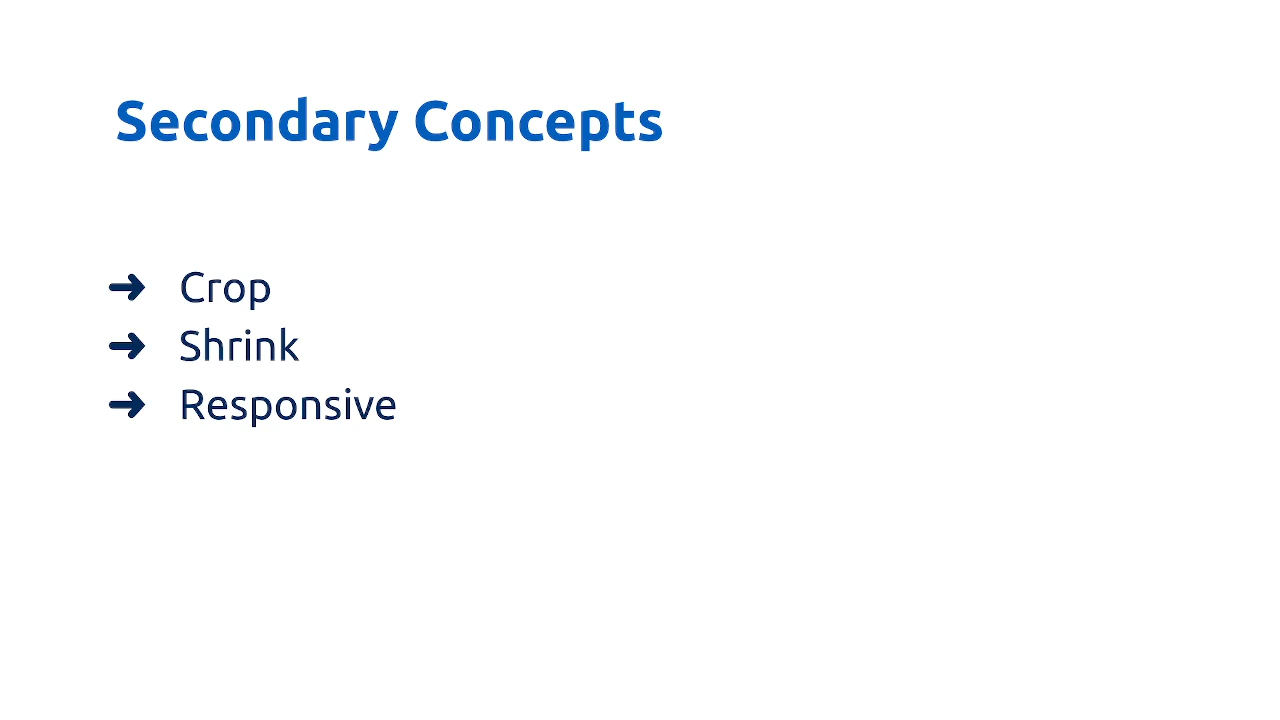 Secondary Concepts
➜ Crop
➜ Shrink
➜ Responsive